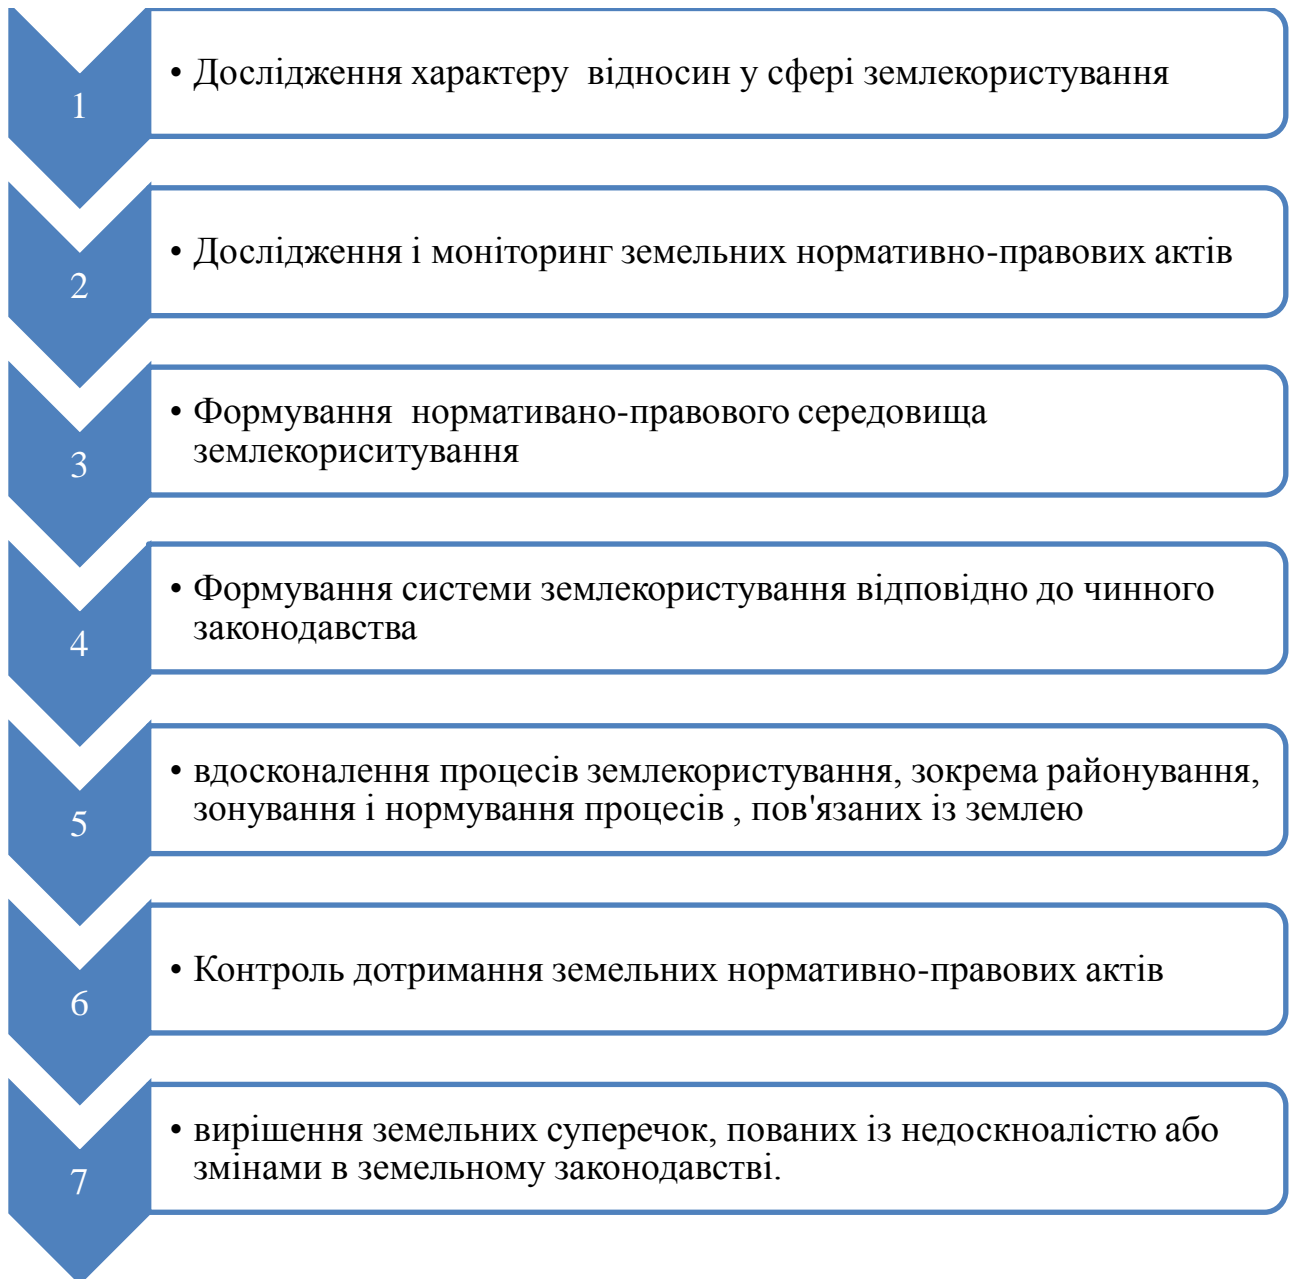 1
• Дослідження характеру відносин у сфері землекористування
2
• Дослідження і моніторинг земельних нормативно-правових актів
3
• Формування нормативано-правового середовища
землекориситування
4
• Формування системи землекористування відповідно до чинного
законодавства
5
• вдосконалення процесів землекористування, зокрема районування,
зонування і нормування процесів , пов'язаних із землею
6
• Контроль дотримання земельних нормативно-правових актів
7
• вирішення земельних суперечок, пованих із недоскноалістю або
змінами в земельному законодавстві.